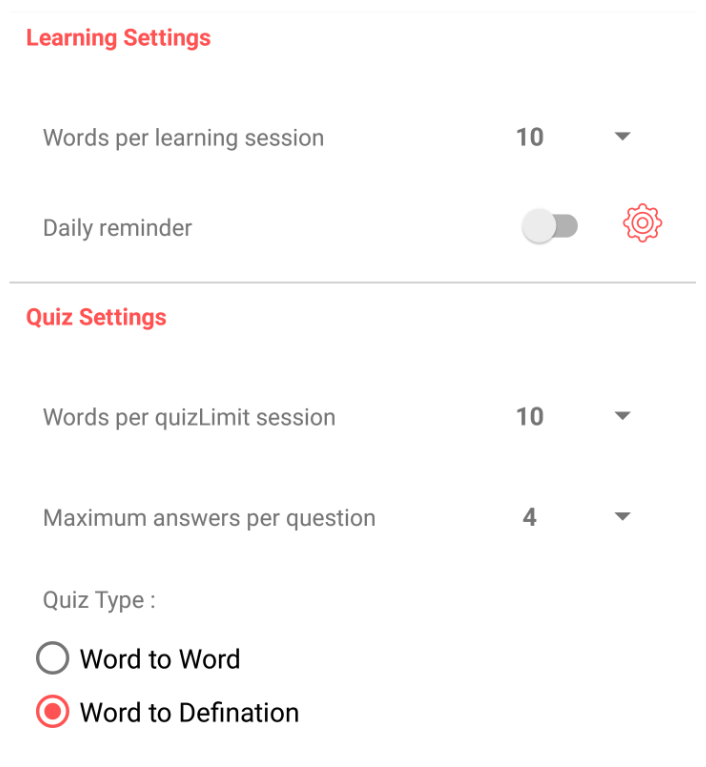 Learning Settings
Words per learning session 10
Daily reminder
Quiz Settings
Words per quizLimit session 10
Maximum answers per question 4
Quiz Type :
Word to Word
Word to Defination